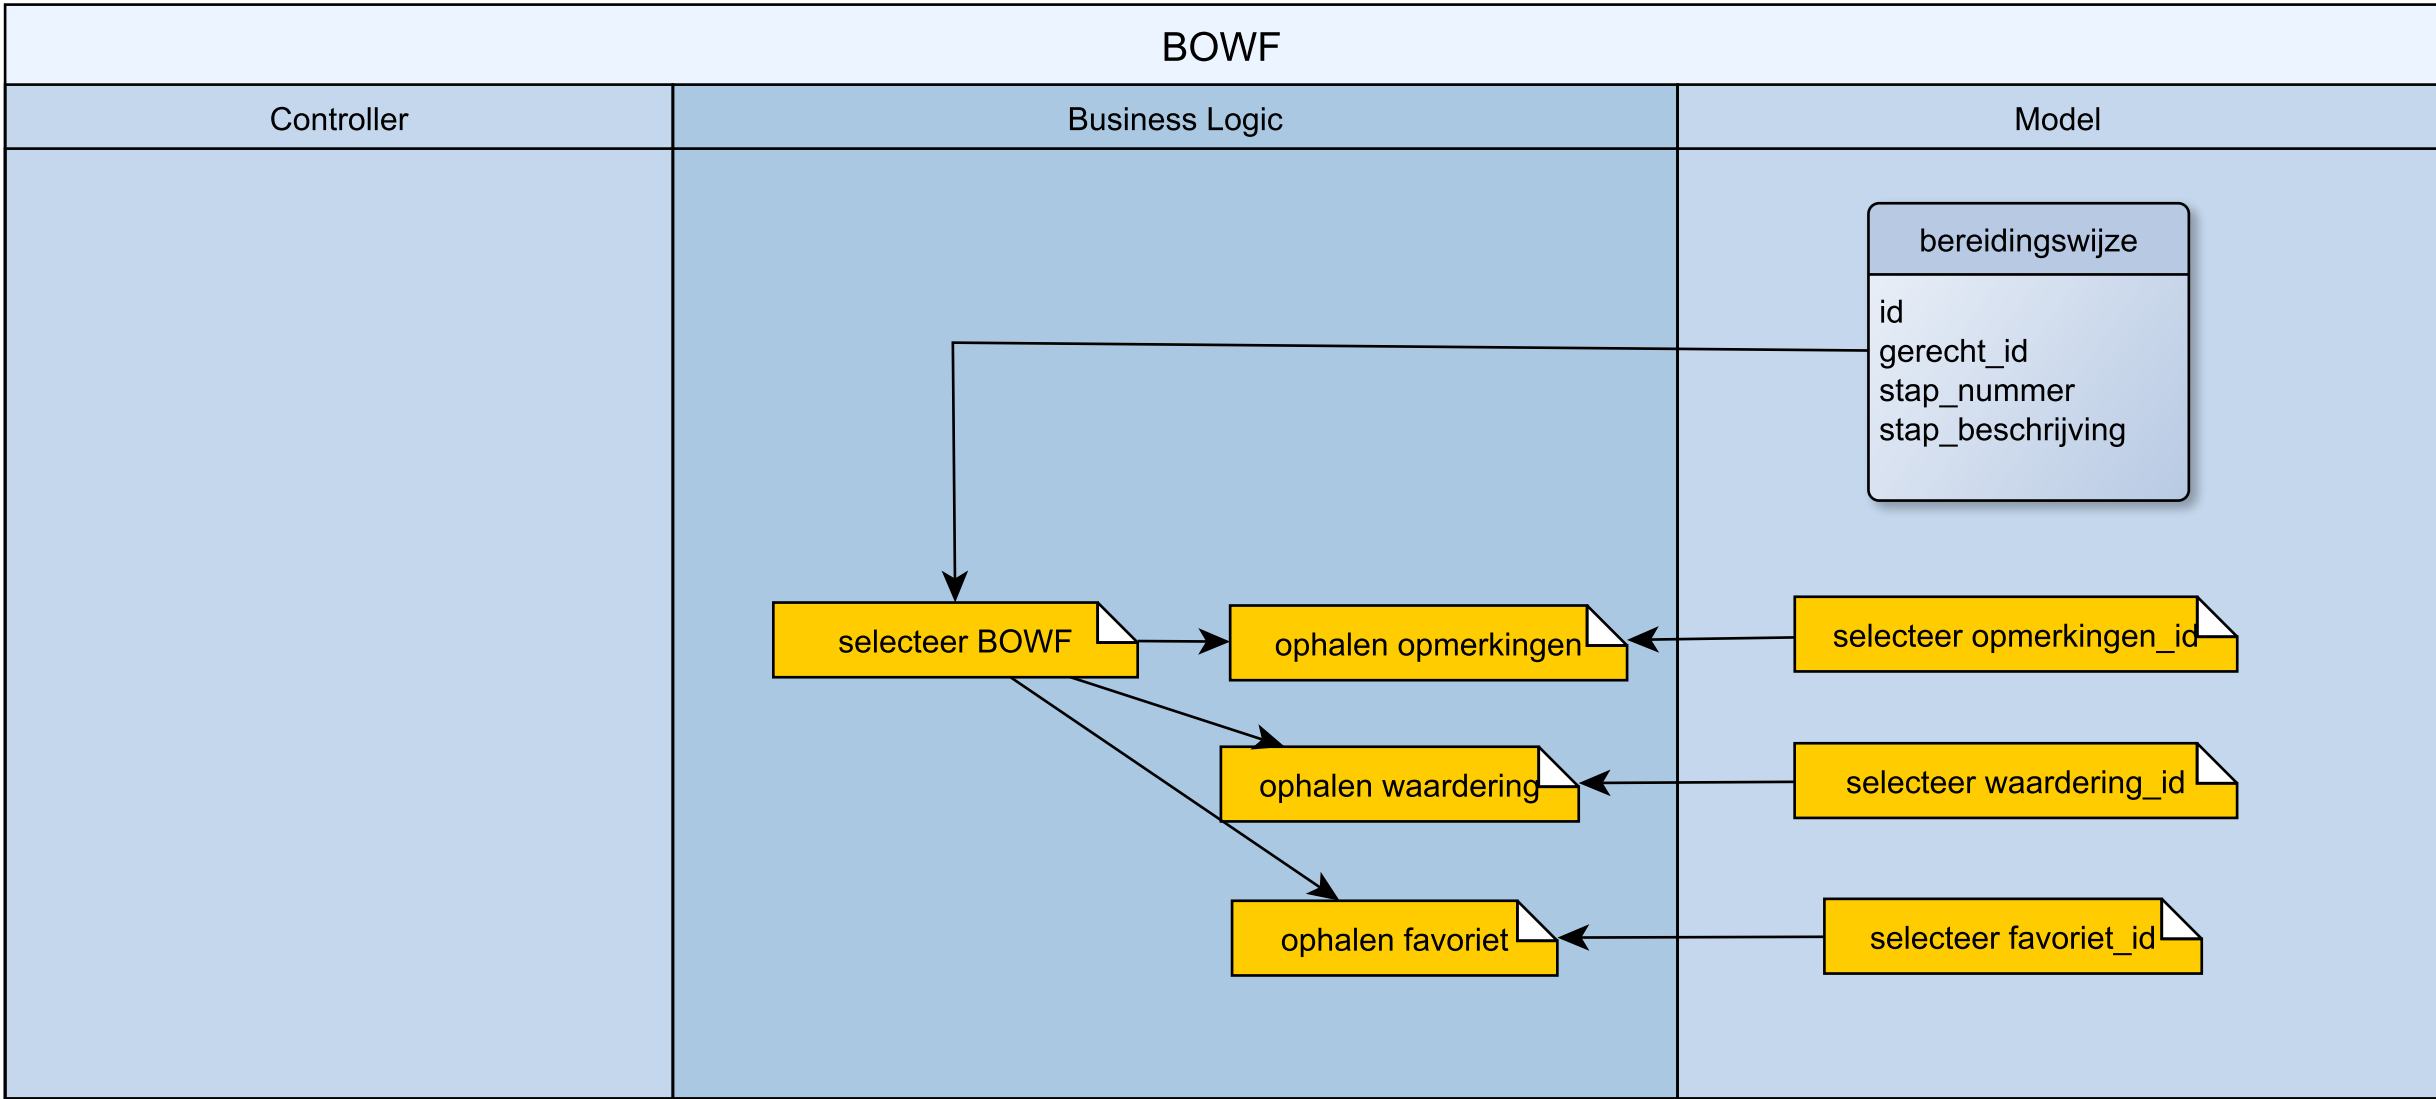 BOWF
Controller
Business Logic
Model
bereidingswijze
id
gerecht_id
stap_nummer
stap_beschrijving
selecteer BOWF
ophalen opmerkingen
selecteer opmerkingen_id
ophalen waardering
selecteer waardering_id
ophalen favoriet
selecteer favoriet_id